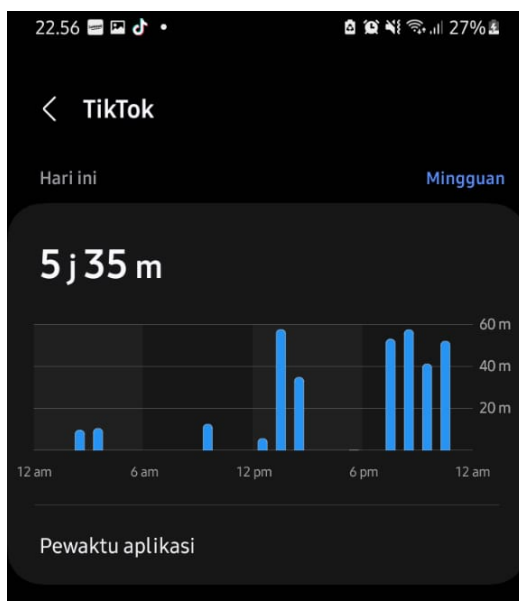 22.56 27%
TikTok
Hari ini Mingguan
5 j 35 m
60 m
40 m
20 m
12 am 6 am 12 pm 6 pm 12 am
Pewaktu aplikasi